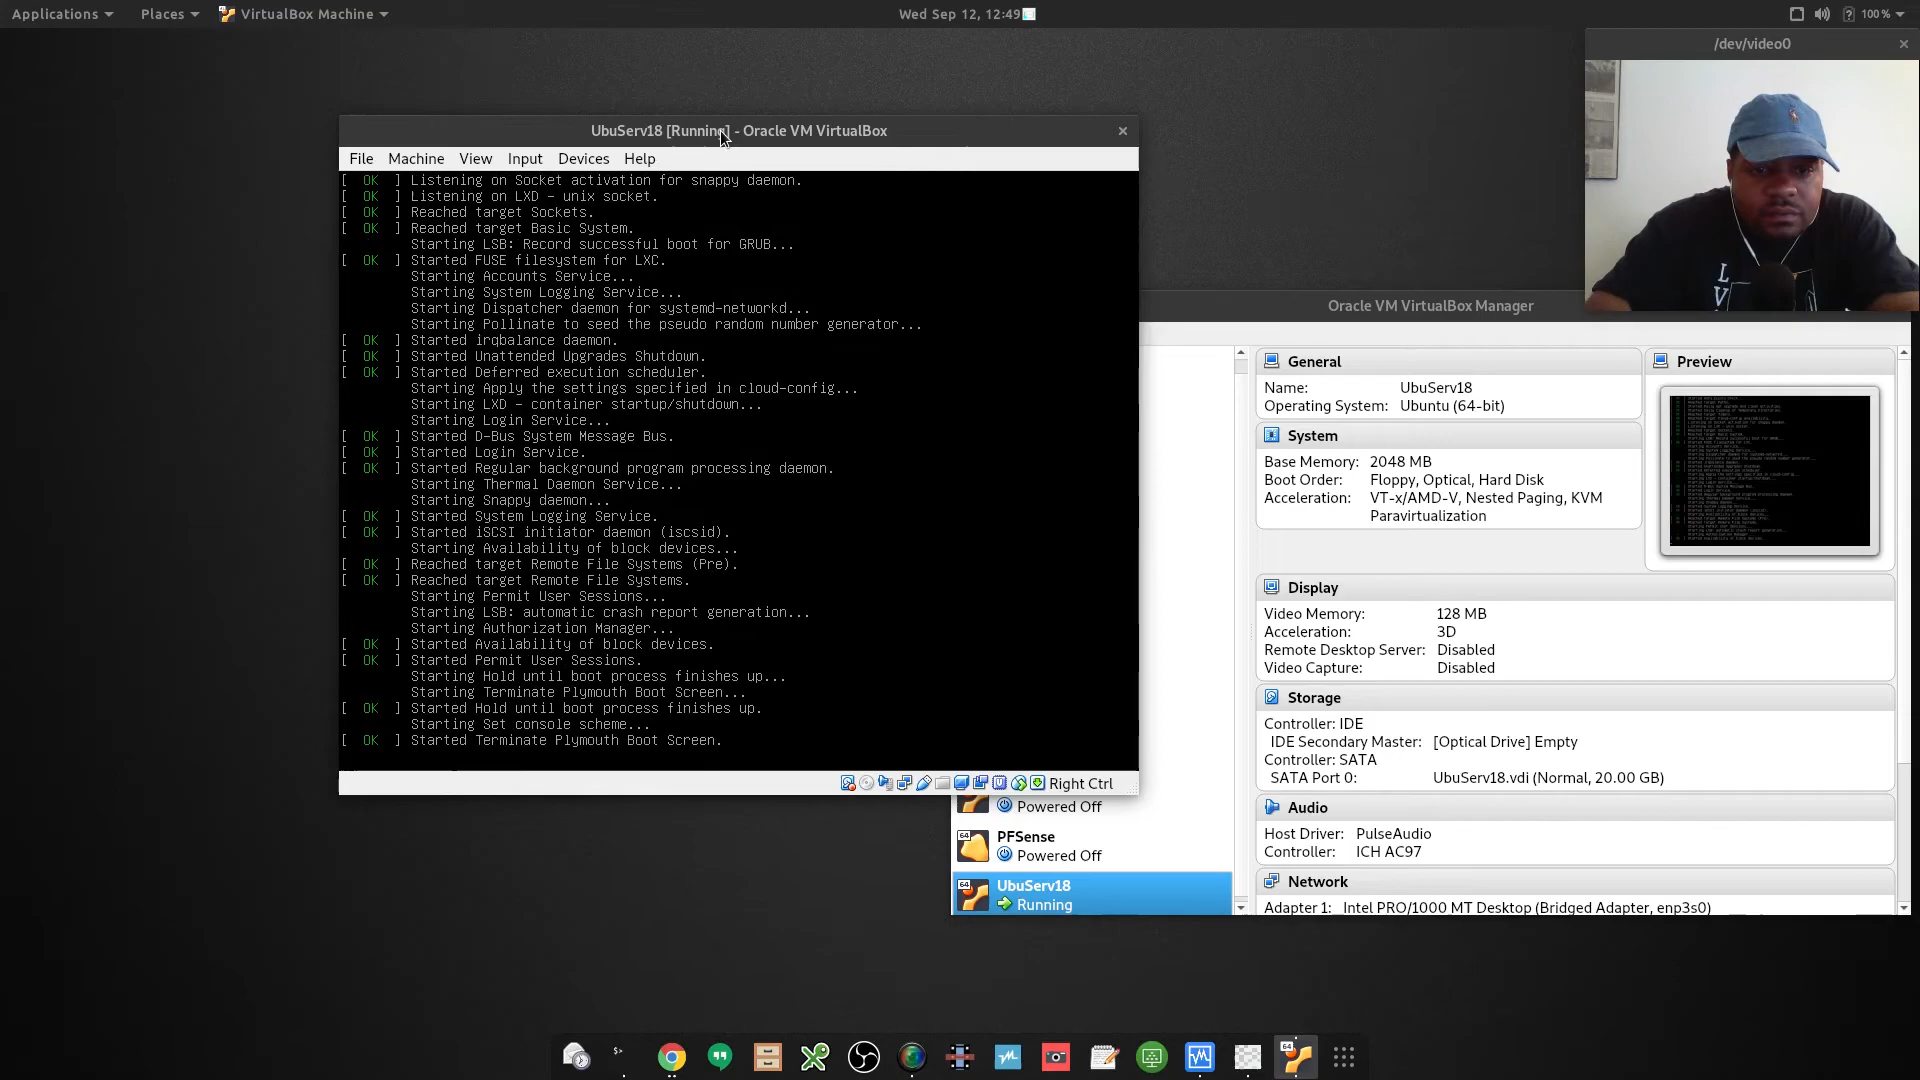 Applications
Places
VirtualBox Machine
Wed Sep 12, 12:49
100 %
/dev/video0
UbuServ18 [Running] - Oracle VM VirtualBox
File Machine View Input Devices Help
[ OK ] Listening on Socket activation for snappy daemon.
[ OK ] Listening on LXD - unix socket.
[ OK ] Reached target Sockets.
[ OK ] Reached target Basic System.
Starting LSB: Record successful boot for GRUB...
[ OK ] Started FUSE filesystem for LXC.
Starting Accounts Service...
Starting System Logging Service...
Starting Dispatcher daemon for systemd-networkd...
Starting Pollinate to seed the pseudo random number generator...
[ OK ] Started irqbalance daemon.
[ OK ] Started Unattended Upgrades Shutdown.
[ OK ] Started Deferred execution scheduler.
Starting Apply the settings specified in cloud-config...
Starting LXD - container startup/shutdown...
Starting Login Service...
[ OK ] Started D-Bus System Message Bus.
[ OK ] Started Login Service.
[ OK ] Started Regular background program processing daemon.
Starting Thermal Daemon Service...
Starting Snappy daemon...
[ OK ] Started System Logging Service.
[ OK ] Started iSCSI initiator daemon (iscsid).
Starting Availability of block devices...
[ OK ] Reached target Remote File Systems (Pre).
[ OK ] Reached target Remote File Systems.
Starting Permit User Sessions...
Starting LSB: automatic crash report generation...
Starting Authorization Manager...
[ OK ] Started Availability of block devices.
[ OK ] Started Permit User Sessions.
Starting Hold until boot process finishes up...
Starting Terminate Plymouth Boot Screen...
[ OK ] Started Hold until boot process finishes up.
Starting Set console scheme...
[ OK ] Started Terminate Plymouth Boot Screen.
Right Ctrl
Oracle VM VirtualBox Manager
Powered Off
64
PFSense
Powered Off
64
UbuServ18
Running
General
Name: UbuServ18
Operating System: Ubuntu (64-bit)
System
Base Memory: 2048 MB
Boot Order: Floppy, Optical, Hard Disk
Acceleration: VT-x/AMD-V, Nested Paging, KVM
Paravirtualization
Preview
Display
Video Memory: 128 MB
Acceleration: 3D
Remote Desktop Server: Disabled
Video Capture: Disabled
Storage
Controller: IDE
IDE Secondary Master: [Optical Drive] Empty
Controller: SATA
SATA Port 0: UbuServ18.vdi (Normal, 20.00 GB)
Audio
Host Driver: PulseAudio
Controller: ICH AC97
Network
Adapter 1: Intel PRO/1000 MT Desktop (Bridged Adapter, enp3s0)
L
V
$>
64